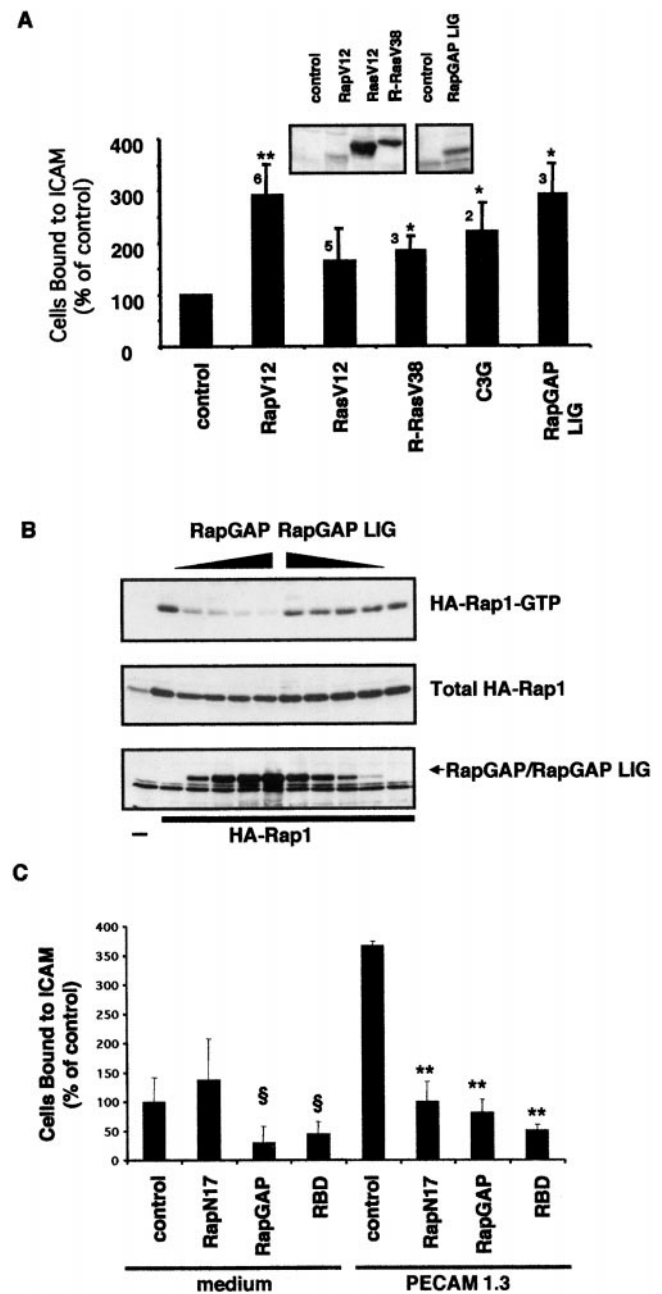 A
control
RapV12
RasV12
R-RasV38
control
RapGAP LIG
Cells Bound to ICAM
(% of control)
400
300
200
100
0
**
6
5
3
*
2
*
3
*
control
RapV12
RasV12
R-RasV38
C3G
RapGAP
LIG
B
RapGAP RapGAP LIG
HA-Rap1-GTP
Total HA-Rap1
←RapGAP/RapGAP LIG
–
HA-Rap1
C
Cells Bound to ICAM
(% of control)
400
350
300
250
200
150
100
50
0
§
§
**
**
**
control
RapN17
RapGAP
RBD
control
RapN17
RapGAP
RBD
medium
PECAM 1.3